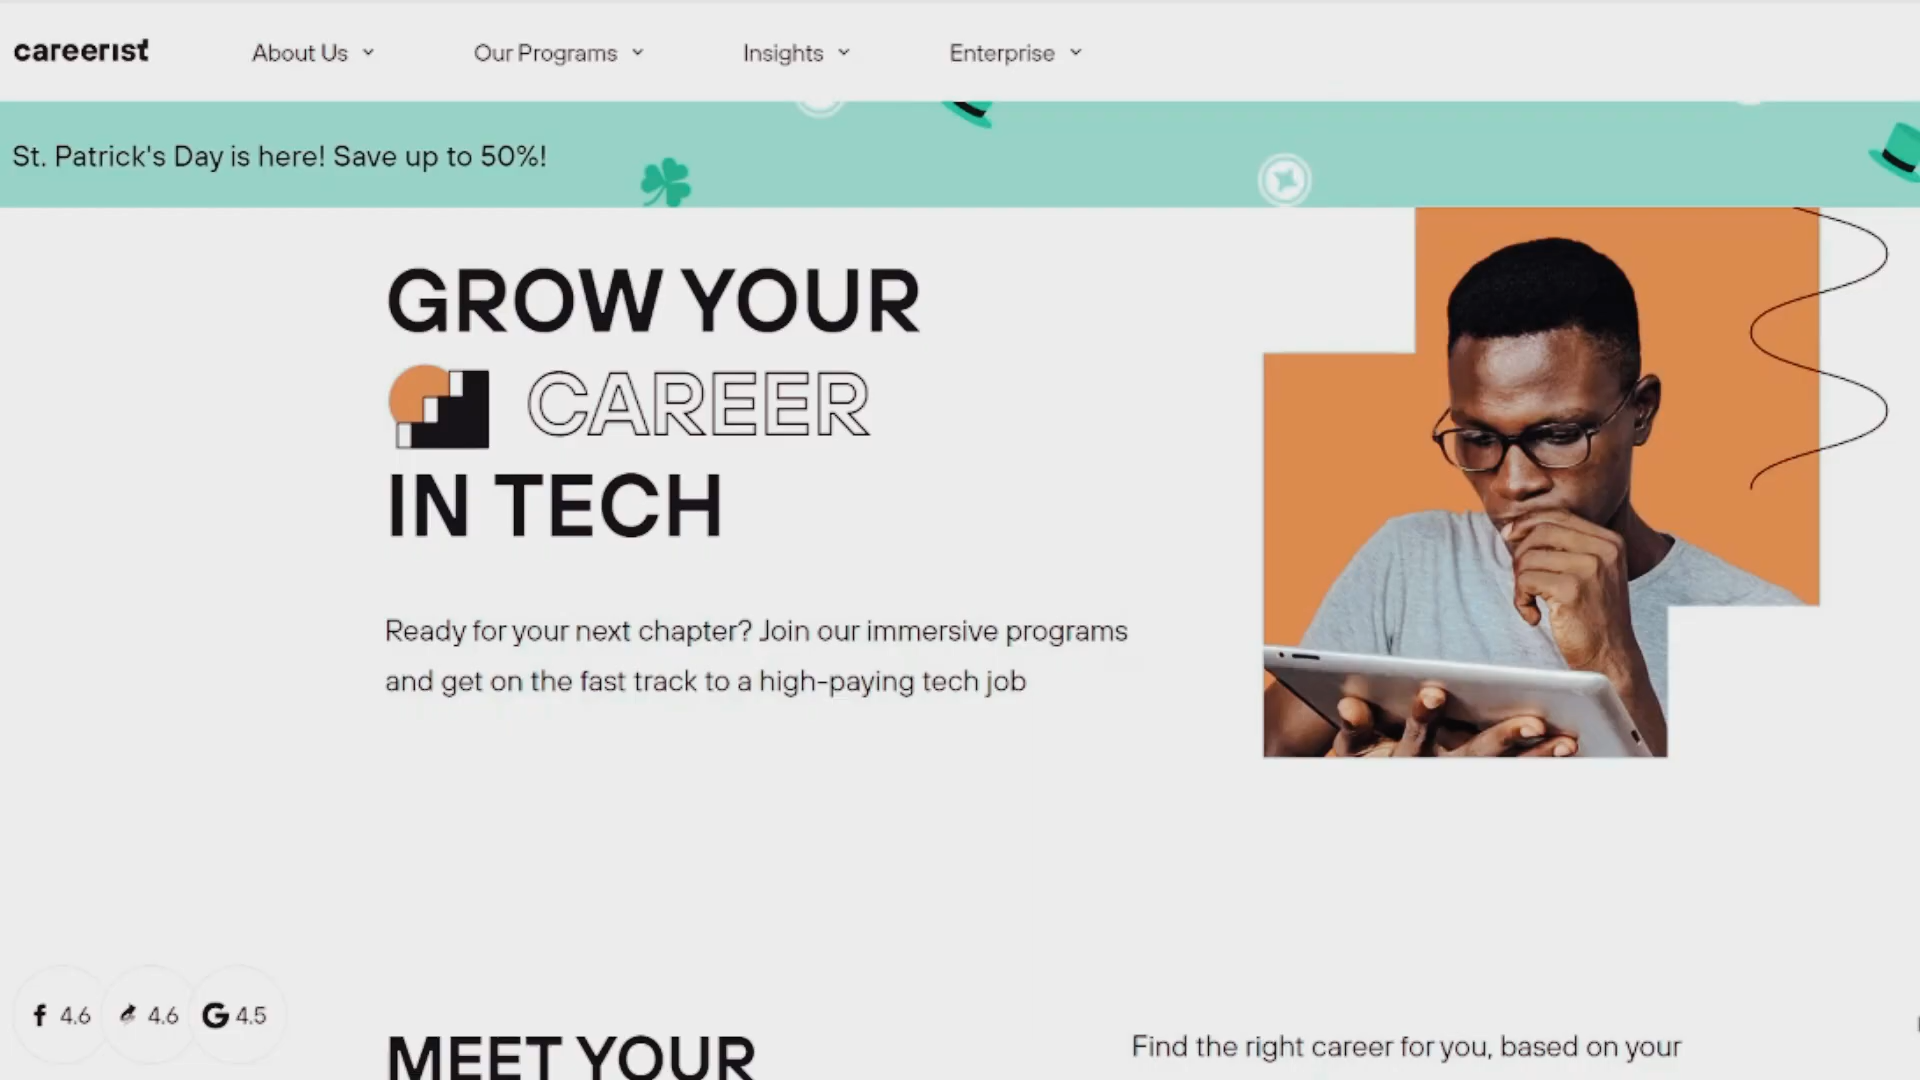 careerist
About Us
Our Programs
Insights
Enterprise
St. Patrick's Day is here! Save up to 50%!
GROW YOUR
CAREER
IN TECH
Ready for your next chapter? Join our immersive programs
and get on the fast track to a high-paying tech job
4.6
4.6
4.5
MEET YOUR
Find the right career for you, based on your